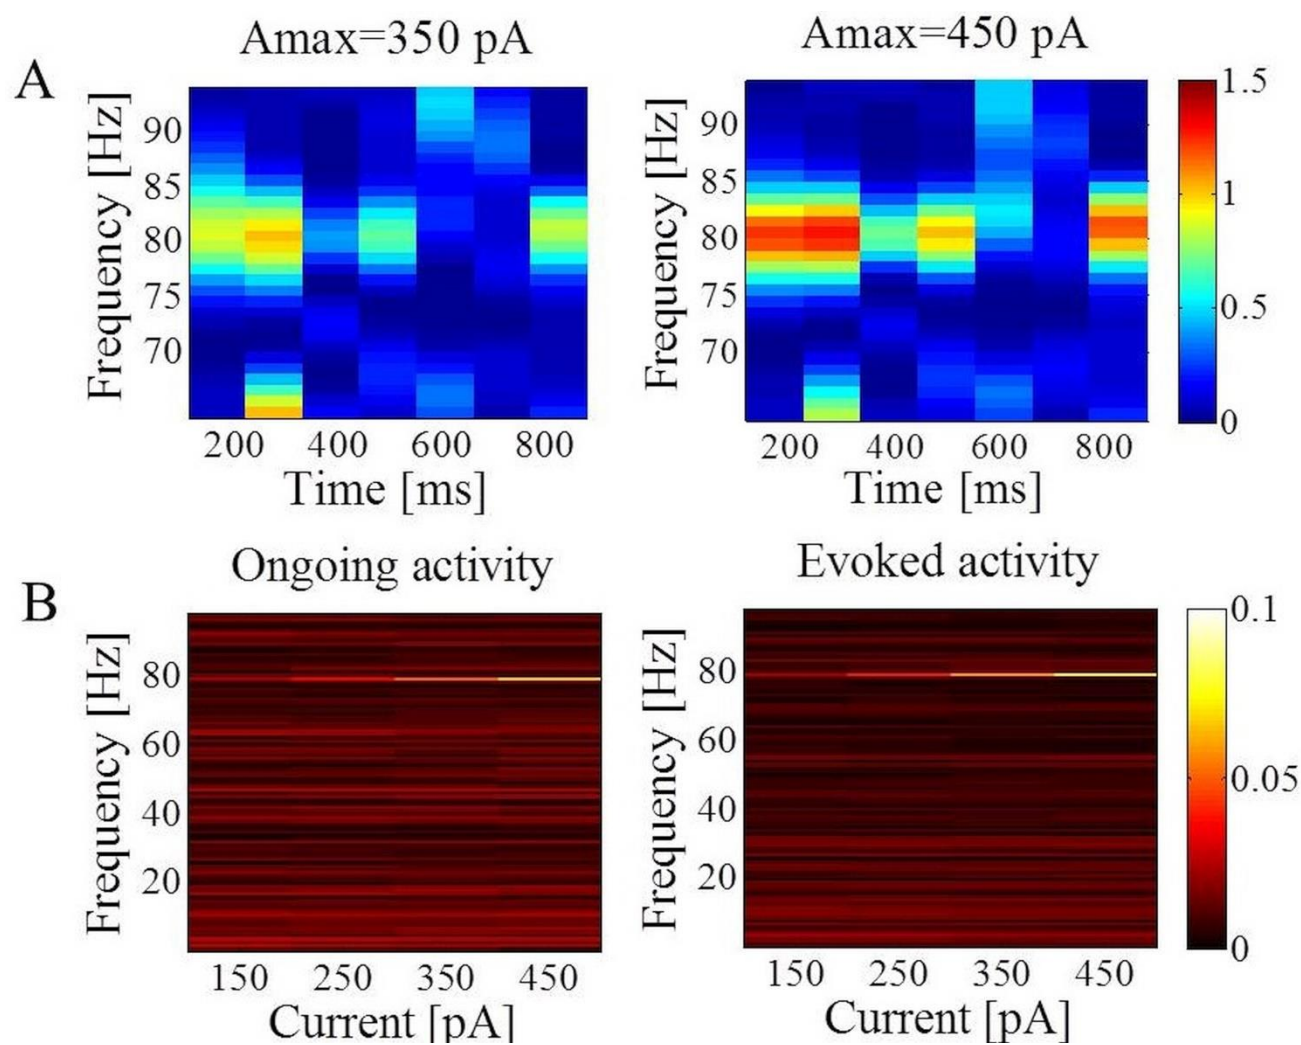 A
Amax=350 pA
Amax=450 pA
Frequency [Hz]
90
85
80
75
70
200 400 600 800
Time [ms]
Frequency [Hz]
90
85
80
75
70
200 400 600 800
Time [ms]
1.5
1
0.5
0
B
Ongoing activity
Evoked activity
Frequency [Hz]
80
60
40
20
150 250 350 450
Current [pA]
Frequency [Hz]
80
60
40
20
150 250 350 450
Current [pA]
0.1
0.05
0